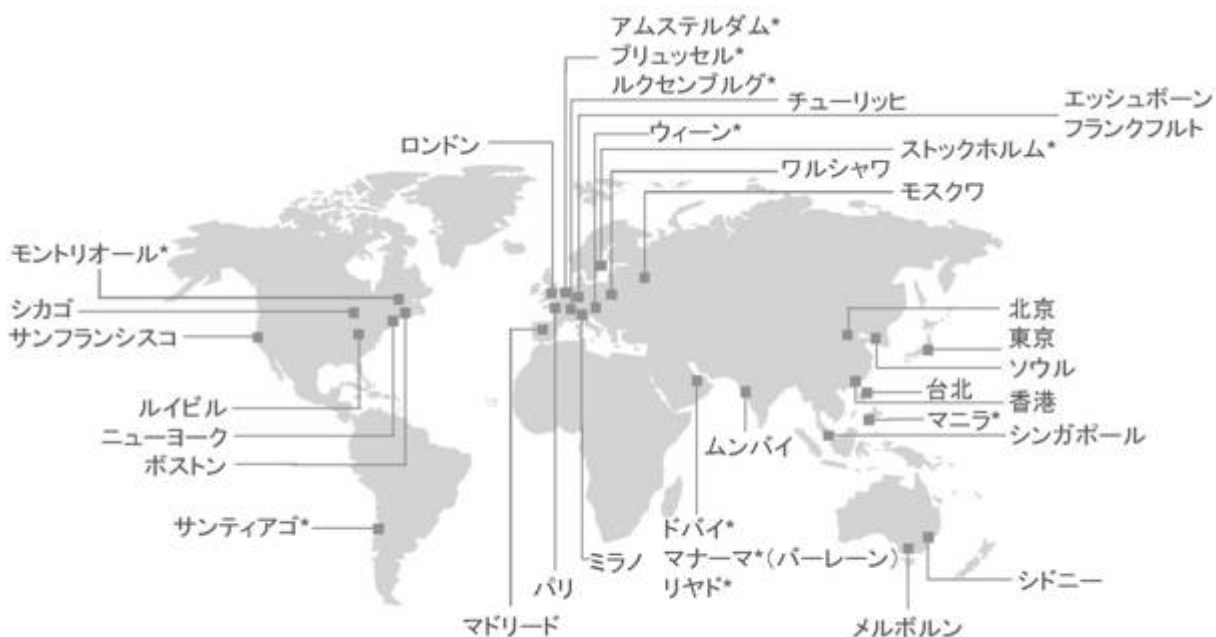 アムステルダム*
ブリュッセル*
ルクセンブルグ*
チューリッヒ
エッシュボーン
フランクフルト
ウィーン*
ロンドン
ストックホルム*
ワルシャワ
モスクワ
モントリオール*
シカゴ
サンフランシスコ
北京
東京
ソウル
台北
香港
マニラ*
シンガポール
ルイビル
ニューヨーク
ボストン
ムンバイ
サンティアゴ*
ドバイ*
マナーマ*(バーレーン)
リヤド*
ミラノ
パリ
マドリード
シドニー
メルボルン